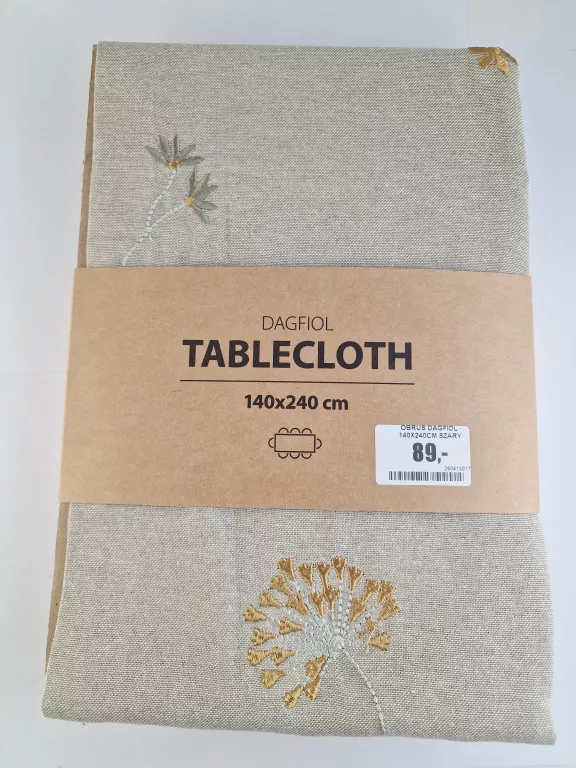 DAGFIOL
TABLECLOTH
140x240 cm
OBRUS DAGFIOL
140X240CM SZARY
89,-